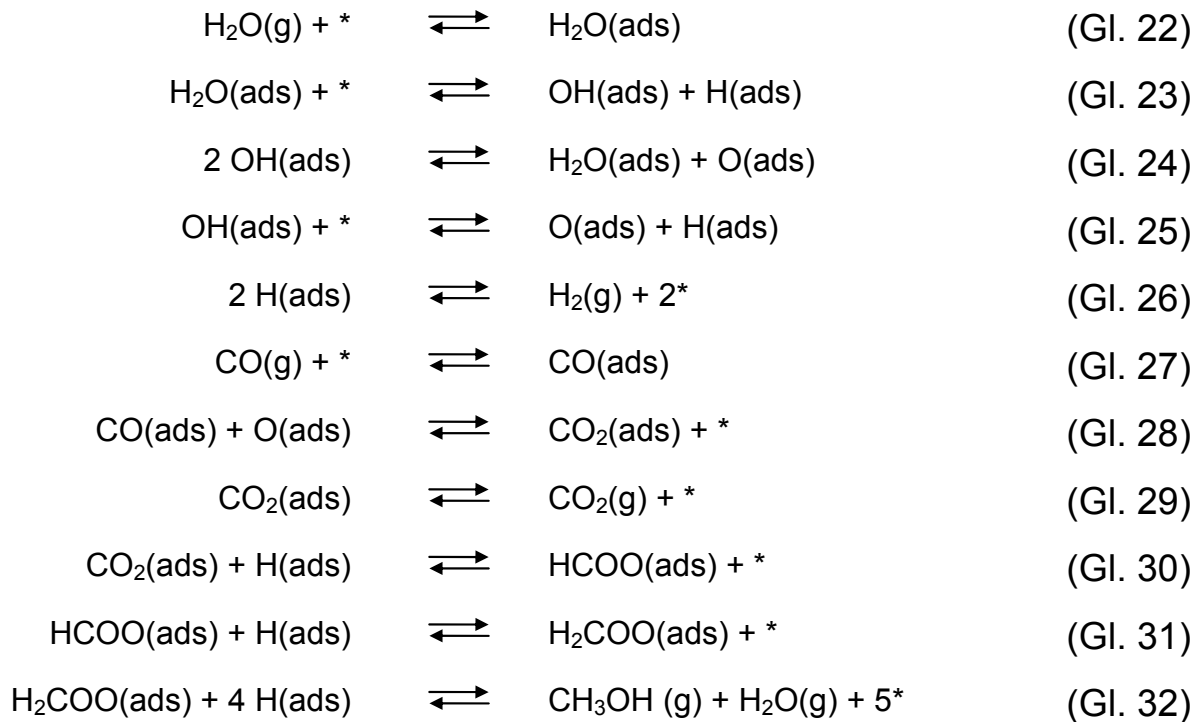 H₂O(g) + * ⇌ H₂O(ads) (Gl. 22)
H₂O(ads) + * ⇌ OH(ads) + H(ads) (Gl. 23)
2 OH(ads) ⇌ H₂O(ads) + O(ads) (Gl. 24)
OH(ads) + * ⇌ O(ads) + H(ads) (Gl. 25)
2 H(ads) ⇌ H₂(g) + 2* (Gl. 26)
CO(g) + * ⇌ CO(ads) (Gl. 27)
CO(ads) + O(ads) ⇌ CO₂(ads) + * (Gl. 28)
CO₂(ads) ⇌ CO₂(g) + * (Gl. 29)
CO₂(ads) + H(ads) ⇌ HCOO(ads) + * (Gl. 30)
HCOO(ads) + H(ads) ⇌ H₂COO(ads) + * (Gl. 31)
H₂COO(ads) + 4 H(ads) ⇌ CH₃OH (g) + H₂O(g) + 5* (Gl. 32)